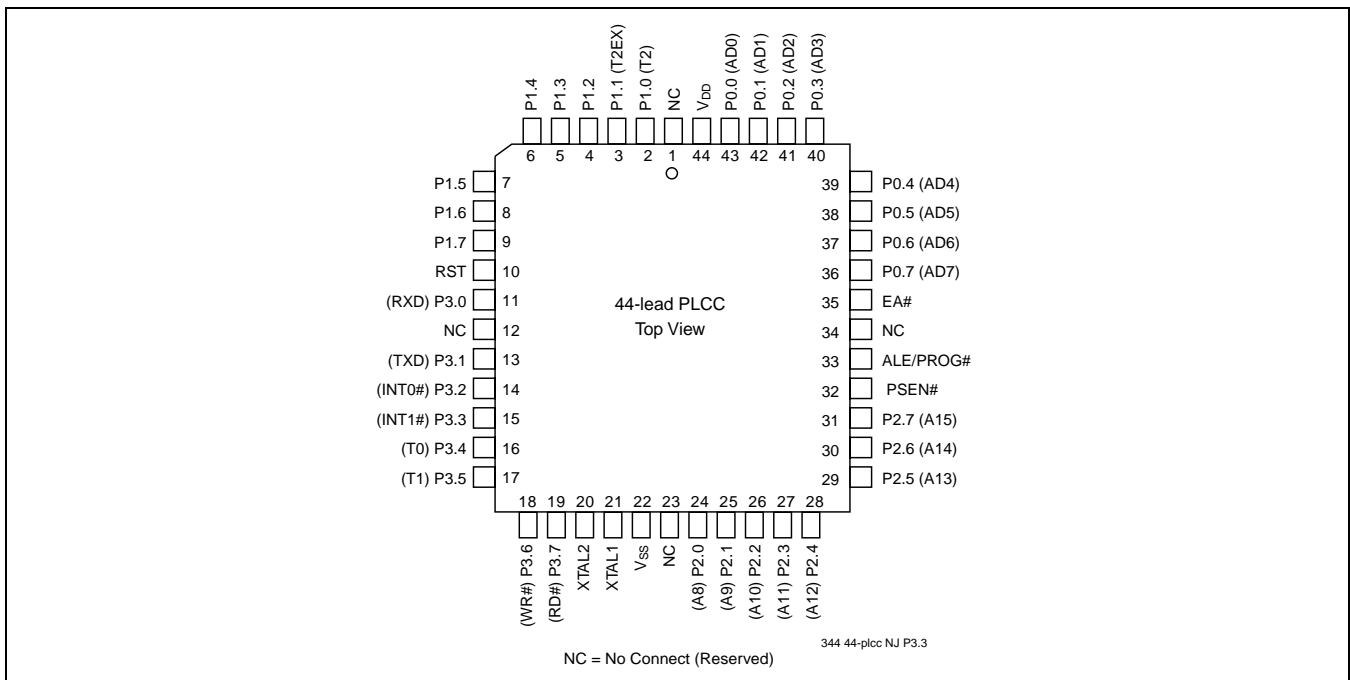 P1.4
P1.3
P1.2
P1.1 (T2EX)
P1.0 (T2)
NC
VDD
P0.0 (AD0)
P0.1 (AD1)
P0.2 (AD2)
P0.3 (AD3)
6 5 4 3 2 1 44 43 42 41 40
P1.5 7
P1.6 8
P1.7 9
RST 10
(RXD) P3.0 11
NC 12
(TXD) P3.1 13
(INT0#) P3.2 14
(INT1#) P3.3 15
(T0) P3.4 16
(T1) P3.5 17
44-lead PLCC
Top View
39 P0.4 (AD4)
38 P0.5 (AD5)
37 P0.6 (AD6)
36 P0.7 (AD7)
35 EA#
34 NC
33 ALE/PROG#
32 PSEN#
31 P2.7 (A15)
30 P2.6 (A14)
29 P2.5 (A13)
18 19 20 21 22 23 24 25 26 27 28
(WR#) P3.6
(RD#) P3.7
XTAL2
XTAL1
VSS
NC
(A8) P2.0
(A9) P2.1
(A10) P2.2
(A11) P2.3
(A12) P2.4
344 44-plcc NJ P3.3
NC = No Connect (Reserved)